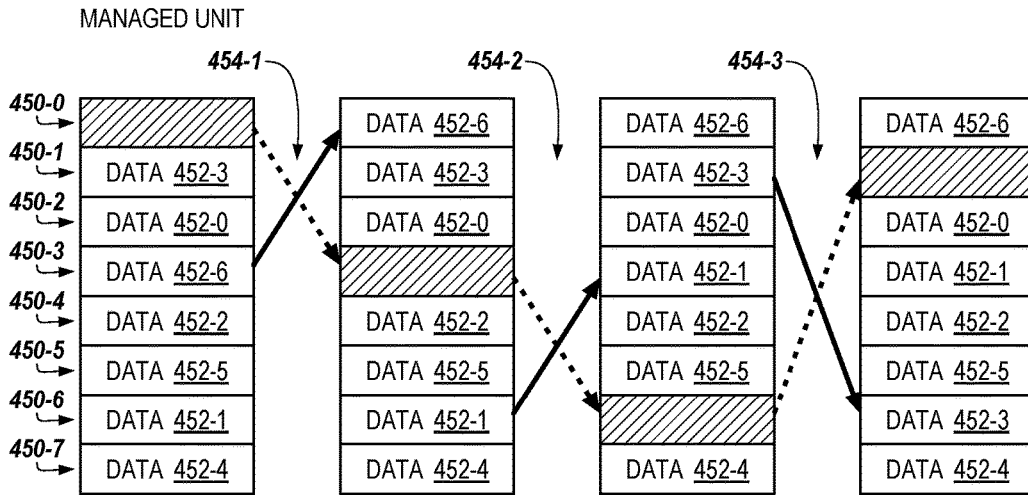 MANAGED UNIT
454-1 454-2 454-3
450-0 DATA 452-6 DATA 452-6 DATA 452-6
450-1 DATA 452-3 DATA 452-3 DATA 452-3
450-2 DATA 452-0 DATA 452-0 DATA 452-0 DATA 452-0
450-3 DATA 452-6 DATA 452-1 DATA 452-1
450-4 DATA 452-2 DATA 452-2 DATA 452-2 DATA 452-2
450-5 DATA 452-5 DATA 452-5 DATA 452-5 DATA 452-5
450-6 DATA 452-1 DATA 452-1 DATA 452-3
450-7 DATA 452-4 DATA 452-4 DATA 452-4 DATA 452-4